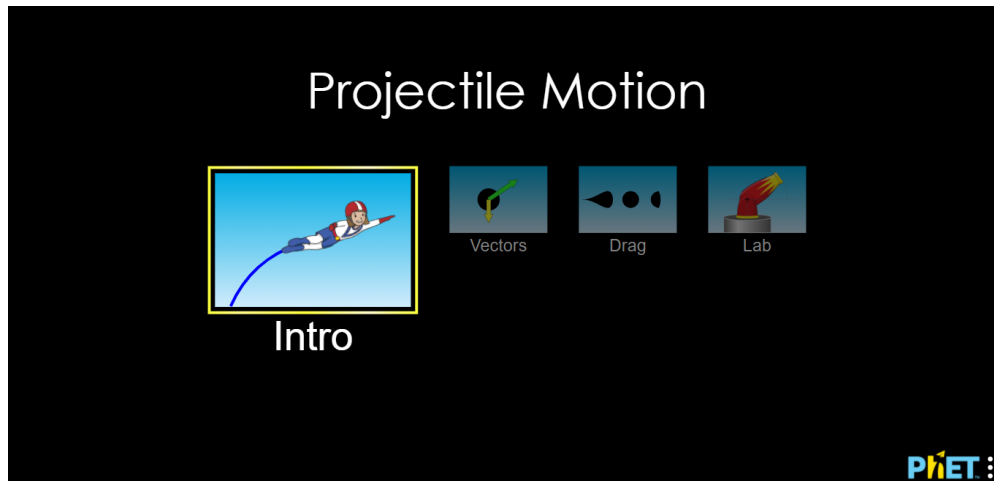 Projectile Motion
Intro
Vectors
Drag
Lab
PhET